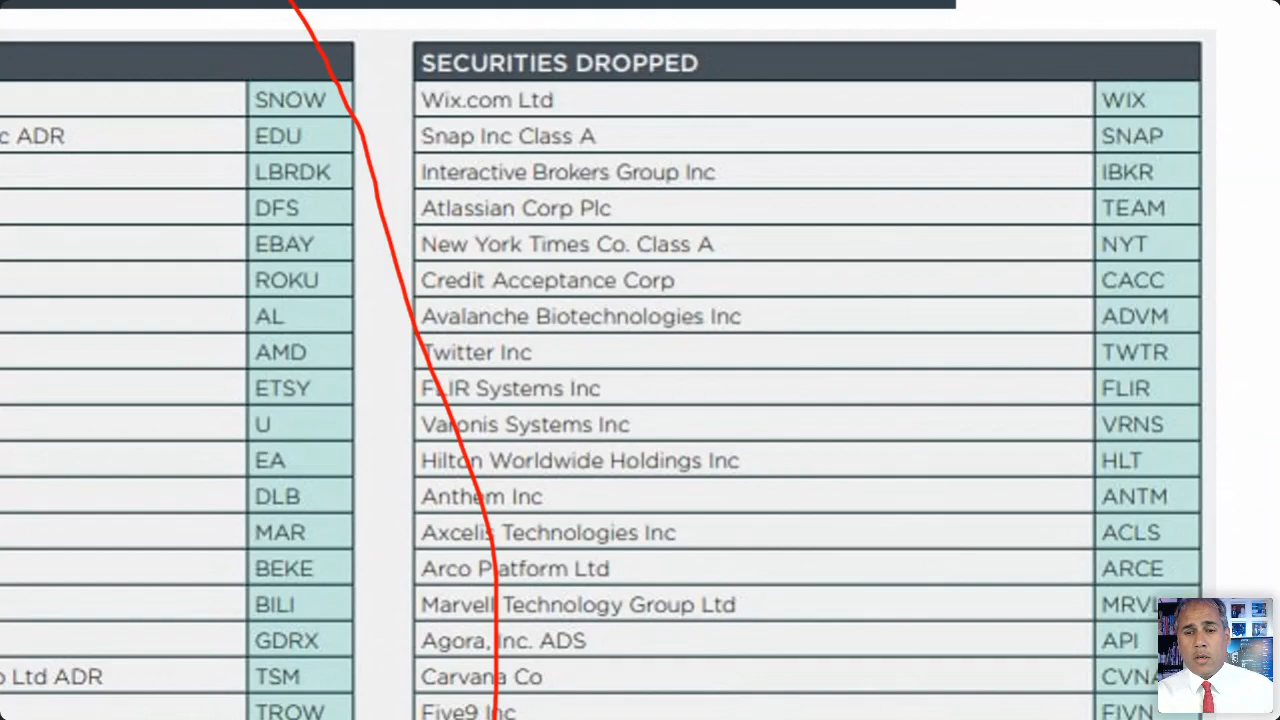 SNOW
c ADR EDU
LBRDK
DFS
EBAY
ROKU
AL
AMD
ETSY
U
EA
DLB
MAR
BEKE
BILI
GDRX
o Ltd ADR TSM
TROW
SECURITIES DROPPED
Wix.com Ltd WIX
Snap Inc Class A SNAP
Interactive Brokers Group Inc IBKR
Atlassian Corp Plc TEAM
New York Times Co. Class A NYT
Credit Acceptance Corp CACC
Avalanche Biotechnologies Inc ADVM
Twitter Inc TWTR
FLIR Systems Inc FLIR
Varonis Systems Inc VRNS
Hilton Worldwide Holdings Inc HLT
Anthem Inc ANTM
Axcelis Technologies Inc ACLS
Arco Platform Ltd ARCE
Marvell Technology Group Ltd MRVL
Agora, Inc. ADS API
Carvana Co CVNA
Five9 Inc FIVN